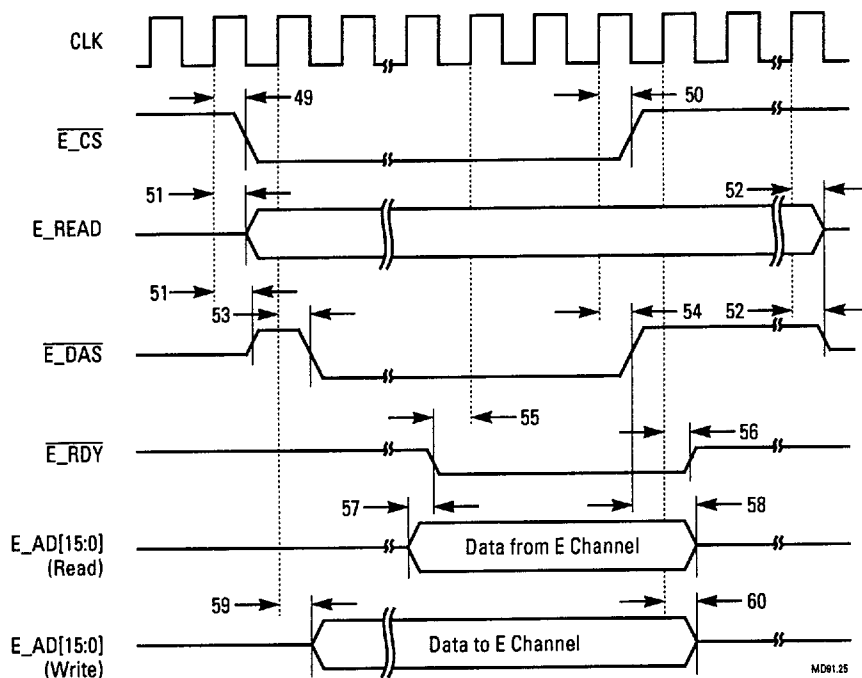 CLK
49
50
E_CS
51
52
E_READ
51
53
54
52
E_DAS
55
E_RDY
56
57
58
E_AD[15:0]
(Read)
Data from E Channel
59
60
E_AD[15:0]
(Write)
Data to E Channel
MD91.25